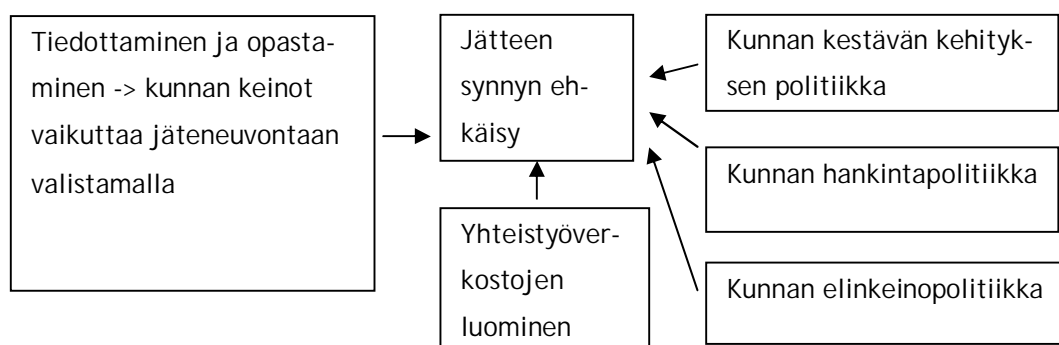 Tiedottaminen ja opasta-
minen -> kunnan keinot
vaikuttaa jäteneuvontaan
valistamalla
Jätteen
synnyn eh-
käisy
Yhteistyöver-
kostojen
luominen
Kunnan kestävän kehityk-
sen politiikka
Kunnan hankintapolitiikka
Kunnan elinkeinopolitiikka